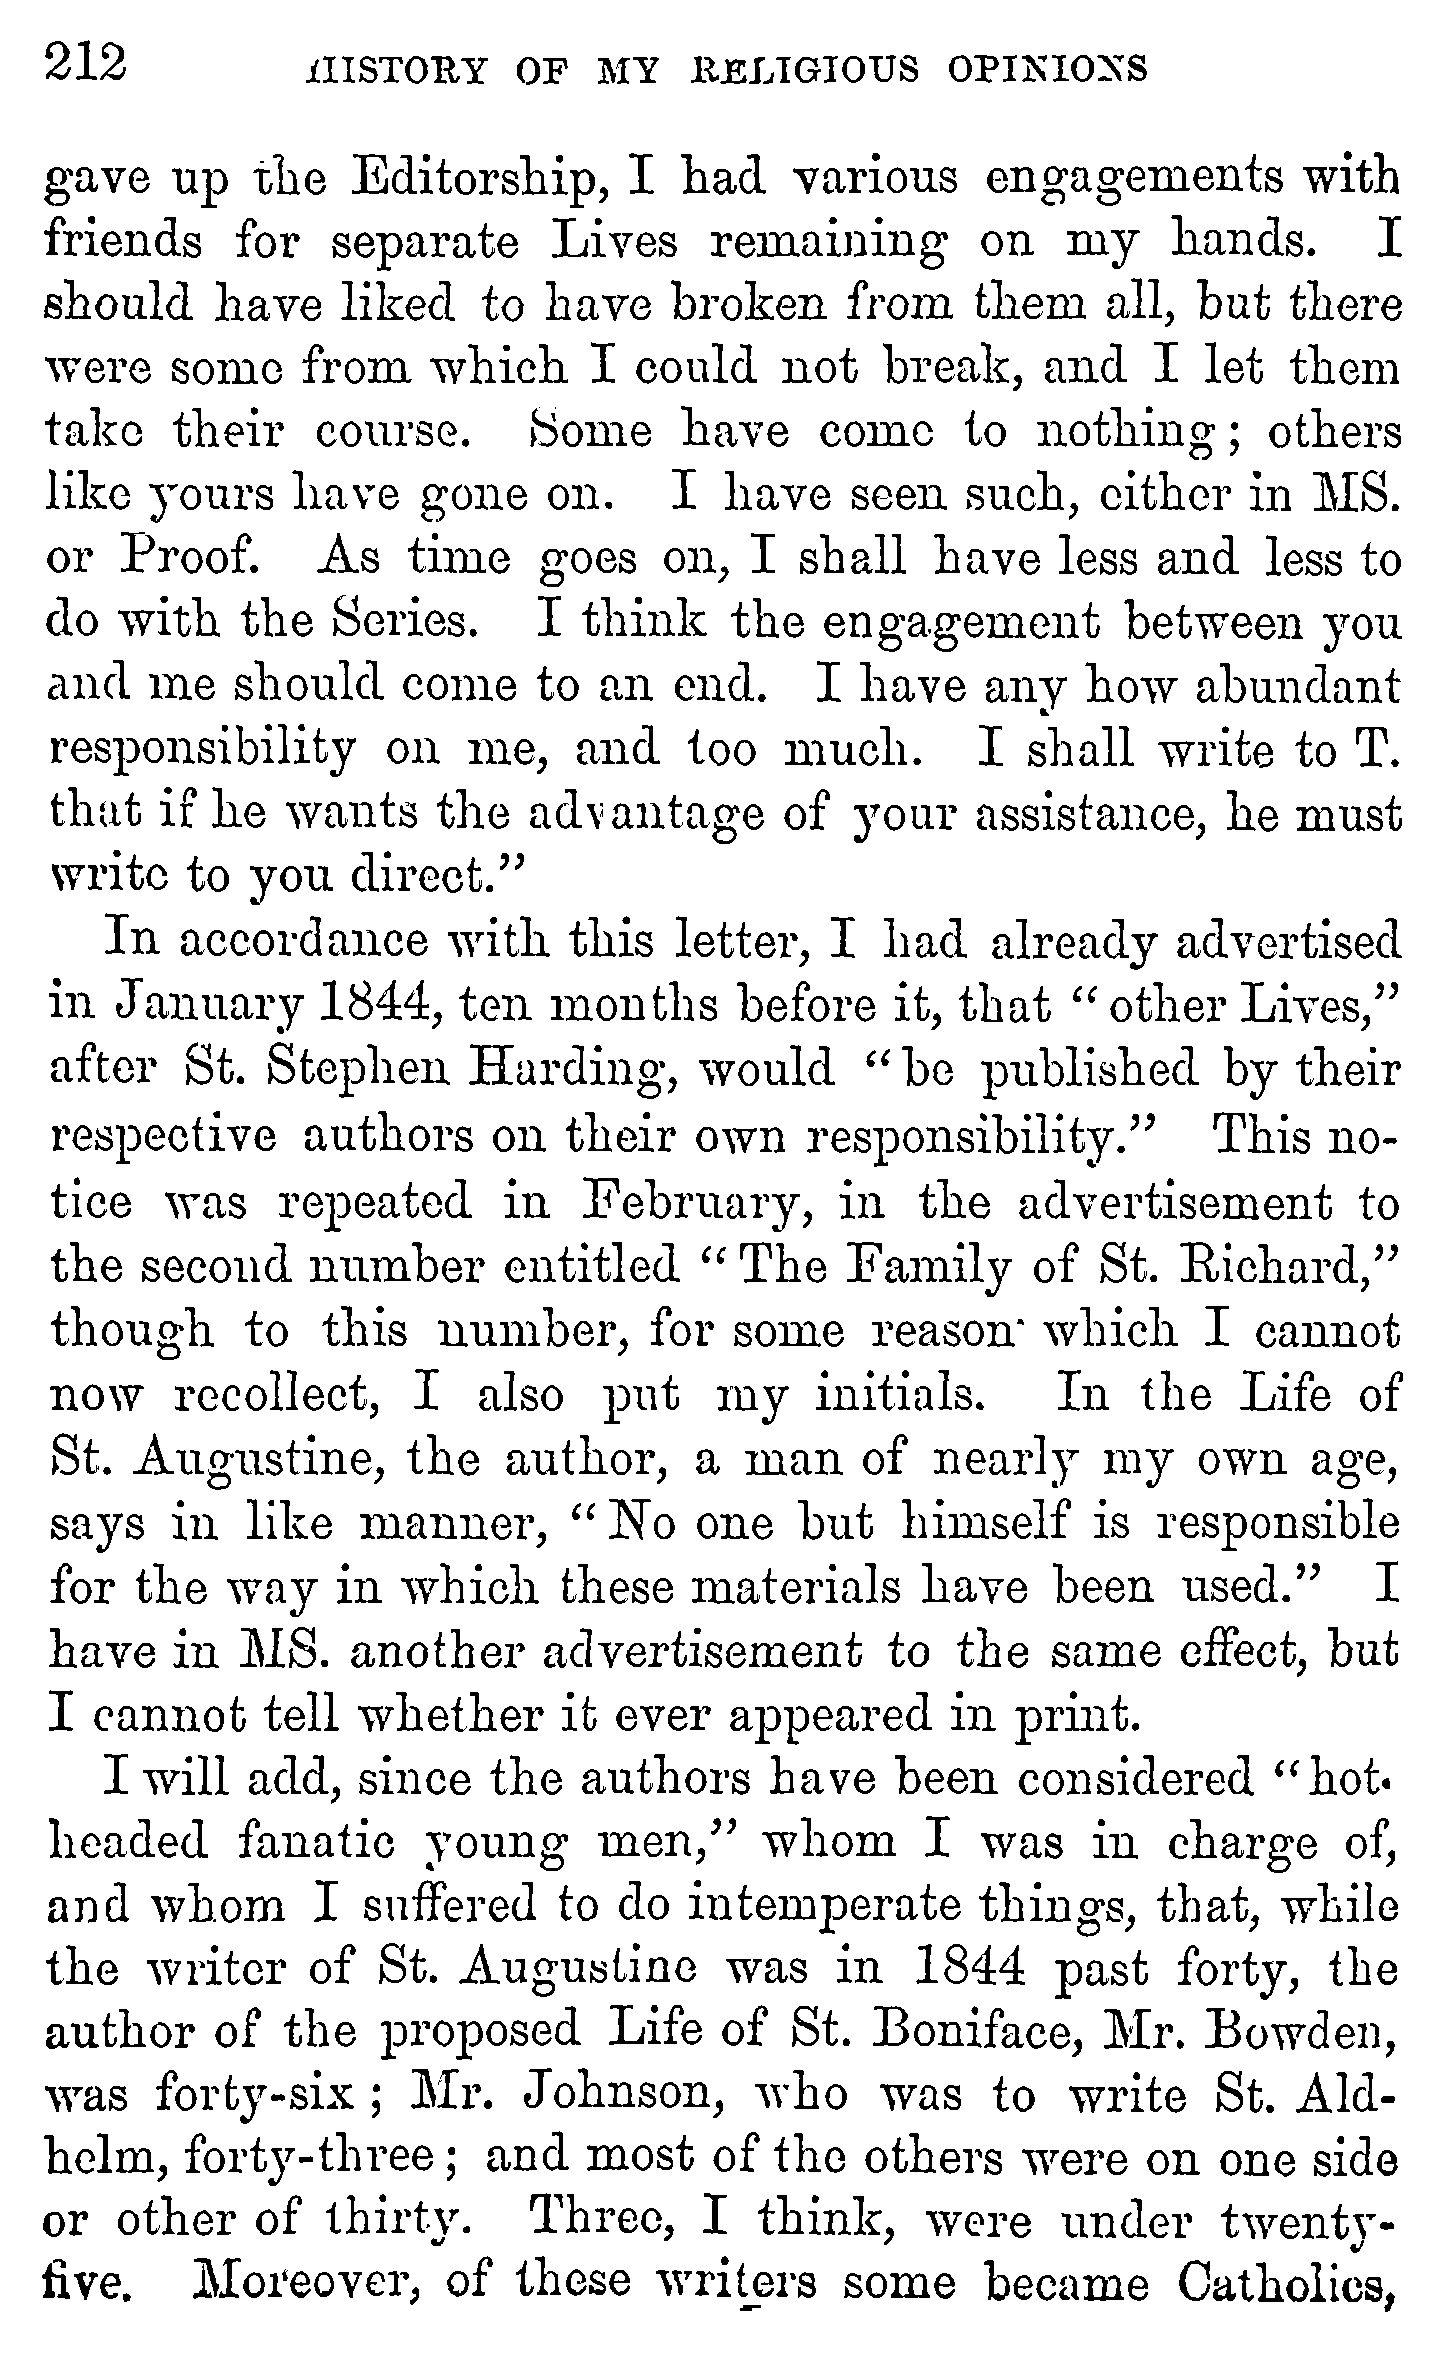 212 HISTORY OF MY RELIGIOUS OPINIONS
gave up the Editorship, I had various engagements with
friends for separate Lives remaining on my hands. I
should have liked to have broken from them all, but there
were some from which I could not break, and I let them
take their course. Some have come to nothing; others
like yours have gone on. I have seen such, either in MS.
or Proof. As time goes on, I shall have less and less to
do with the Series. I think the engagement between you
and me should come to an end. I have any how abundant
responsibility on me, and too much. I shall write to T.
that if he wants the advantage of your assistance, he must
write to you direct.”
In accordance with this letter, I had already advertised
in January 1844, ten months before it, that “other Lives,”
after St. Stephen Harding, would “be published by their
respective authors on their own responsibility.” This no-
tice was repeated in February, in the advertisement to
the second number entitled “The Family of St. Richard,”
though to this number, for some reason which I cannot
now recollect, I also put my initials. In the Life of
St. Augustine, the author, a man of nearly my own age,
says in like manner, “No one but himself is responsible
for the way in which these materials have been used.” I
have in MS. another advertisement to the same effect, but
I cannot tell whether it ever appeared in print.
I will add, since the authors have been considered “hot-
headed fanatic young men,” whom I was in charge of,
and whom I suffered to do intemperate things, that, while
the writer of St. Augustine was in 1844 past forty, the
author of the proposed Life of St. Boniface, Mr. Bowden,
was forty-six; Mr. Johnson, who was to write St. Ald-
helm, forty-three; and most of the others were on one side
or other of thirty. Three, I think, were under twenty-
five. Moreover, of these writers some became Catholics,